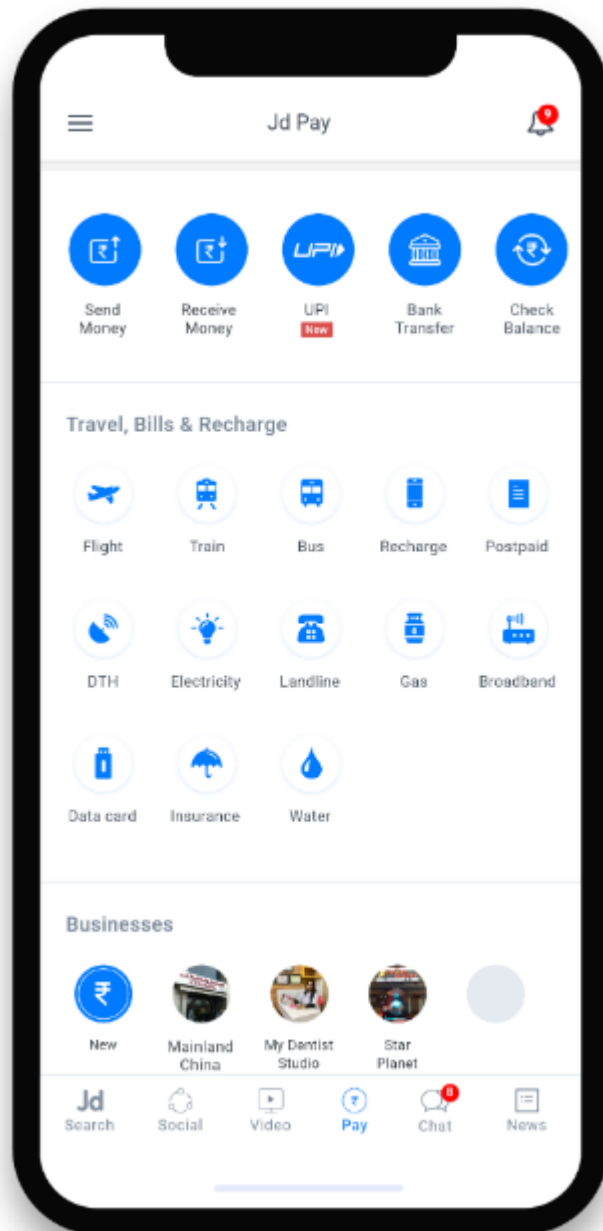 Jd Pay
9
UPI
Send Money
Receive Money
UPI
New
Bank Transfer
Check Balance
Travel, Bills & Recharge
Flight
Train
Bus
Recharge
Postpaid
DTH
Electricity
Landline
Gas
Broadband
Data card
Insurance
Water
Businesses
₹
New
Mainland China
My Dentist Studio
Star Planet
Jd
Search
Social
Video
Pay
8
Chat
News